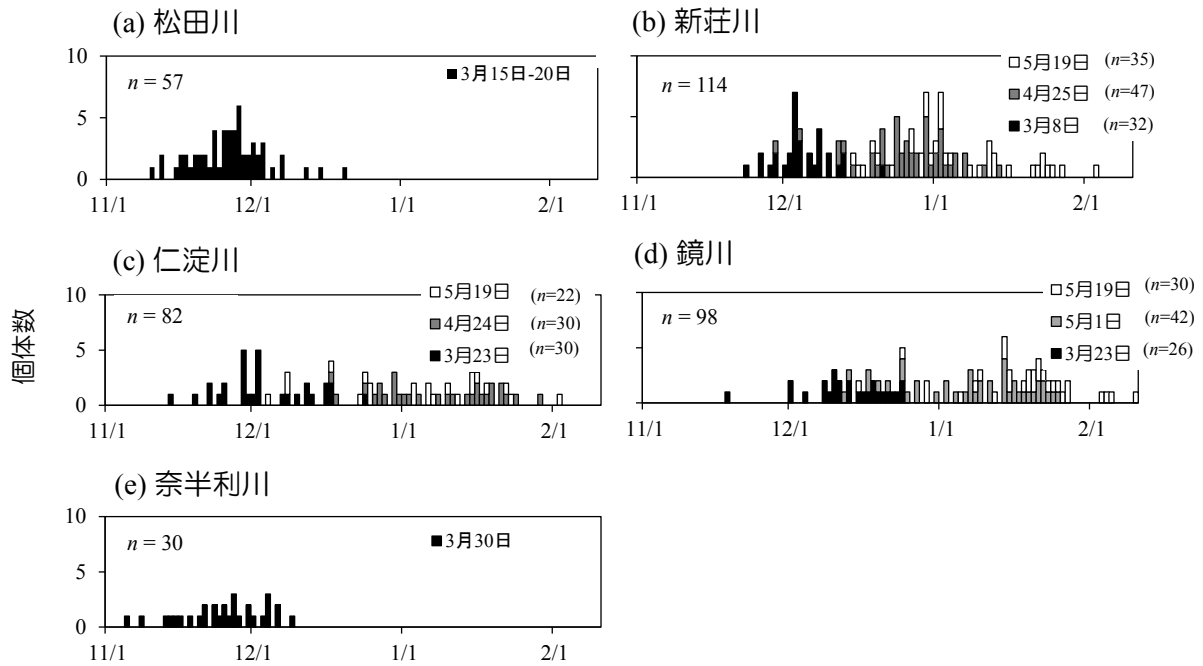 (a) 松田川
10
5
0
n = 57
■3月15日-20日
11/1 12/1 1/1 2/1
(b) 新荘川
n = 114
□5月19日 (n=35)
■4月25日 (n=47)
■3月8日 (n=32)
11/1 12/1 1/1 2/1
個体数
(c) 仁淀川
10
5
0
n = 82
□5月19日 (n=22)
■4月24日 (n=30)
■3月23日 (n=30)
11/1 12/1 1/1 2/1
(d) 鏡川
n = 98
□5月19日 (n=30)
■5月1日 (n=42)
■3月23日 (n=26)
11/1 12/1 1/1 2/1
(e) 奈半利川
10
5
0
n = 30
■3月30日
11/1 12/1 1/1 2/1